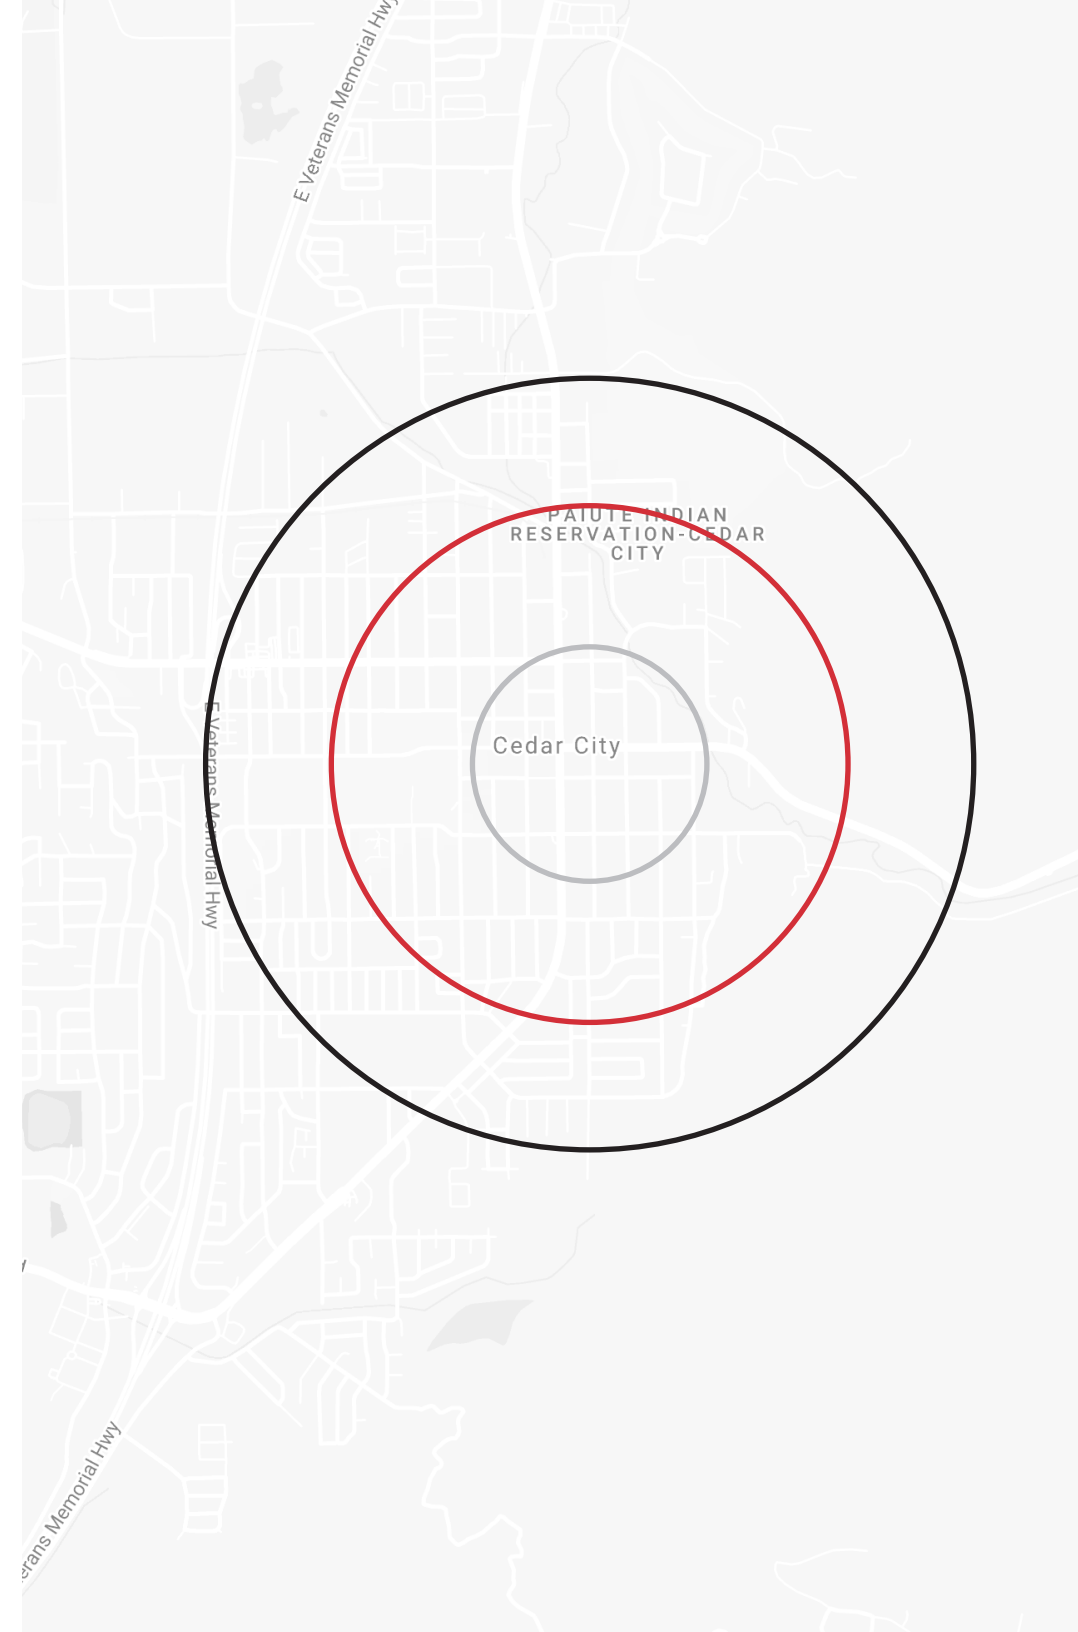 E Veterans Memorial Hwy
PAIUTE INDIAN
RESERVATION-CEDAR
CITY
E Veterans Memorial Hwy
Cedar City
erans Memorial Hwy